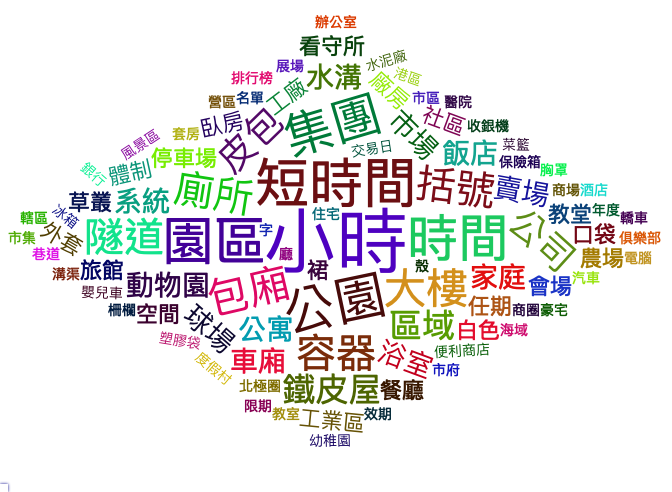 辦公室
看守所
展場
水溝
水泥廠
排行榜
工廠
廠房
港區
營區
名單
皮包
集團
市場
市區
社區
醫院
收銀機
套房
臥房
交易日
菜籃
風景區
停車場
飯店
保險箱
銀行
體制
廁所
短時間
括號
賣場
胸罩
商場
酒店
草叢
系統
住宅
教堂
年度
轄區
冰箱
外套
隧道
園區
字
小時
時間
公司
口袋
轎車
市集
巷道
廳
俱樂部
農場
電腦
溝渠
旅館
動物園
包廂
裙
殼
大樓
家庭
會場
汽車
嬰兒車
柵欄
空間
球場
公寓
公園
區域
任期
白色
商圈
豪宅
海域
塑膠袋
車廂
容器
浴室
便利商店
度假村
北極圈
鐵皮屋
餐廳
市府
限期
教室
工業區
效期
幼稚園